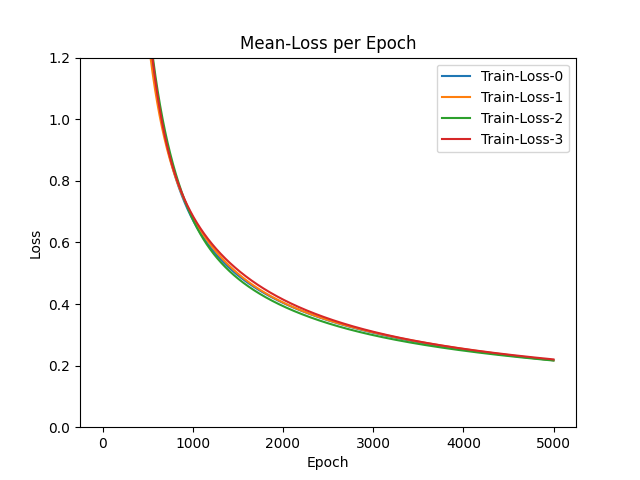 Mean-Loss per Epoch
Train-Loss-0
Train-Loss-1
Train-Loss-2
Train-Loss-3
Loss
1.2
1.0
0.8
0.6
0.4
0.2
0.0
0
1000
2000
3000
4000
5000
Epoch